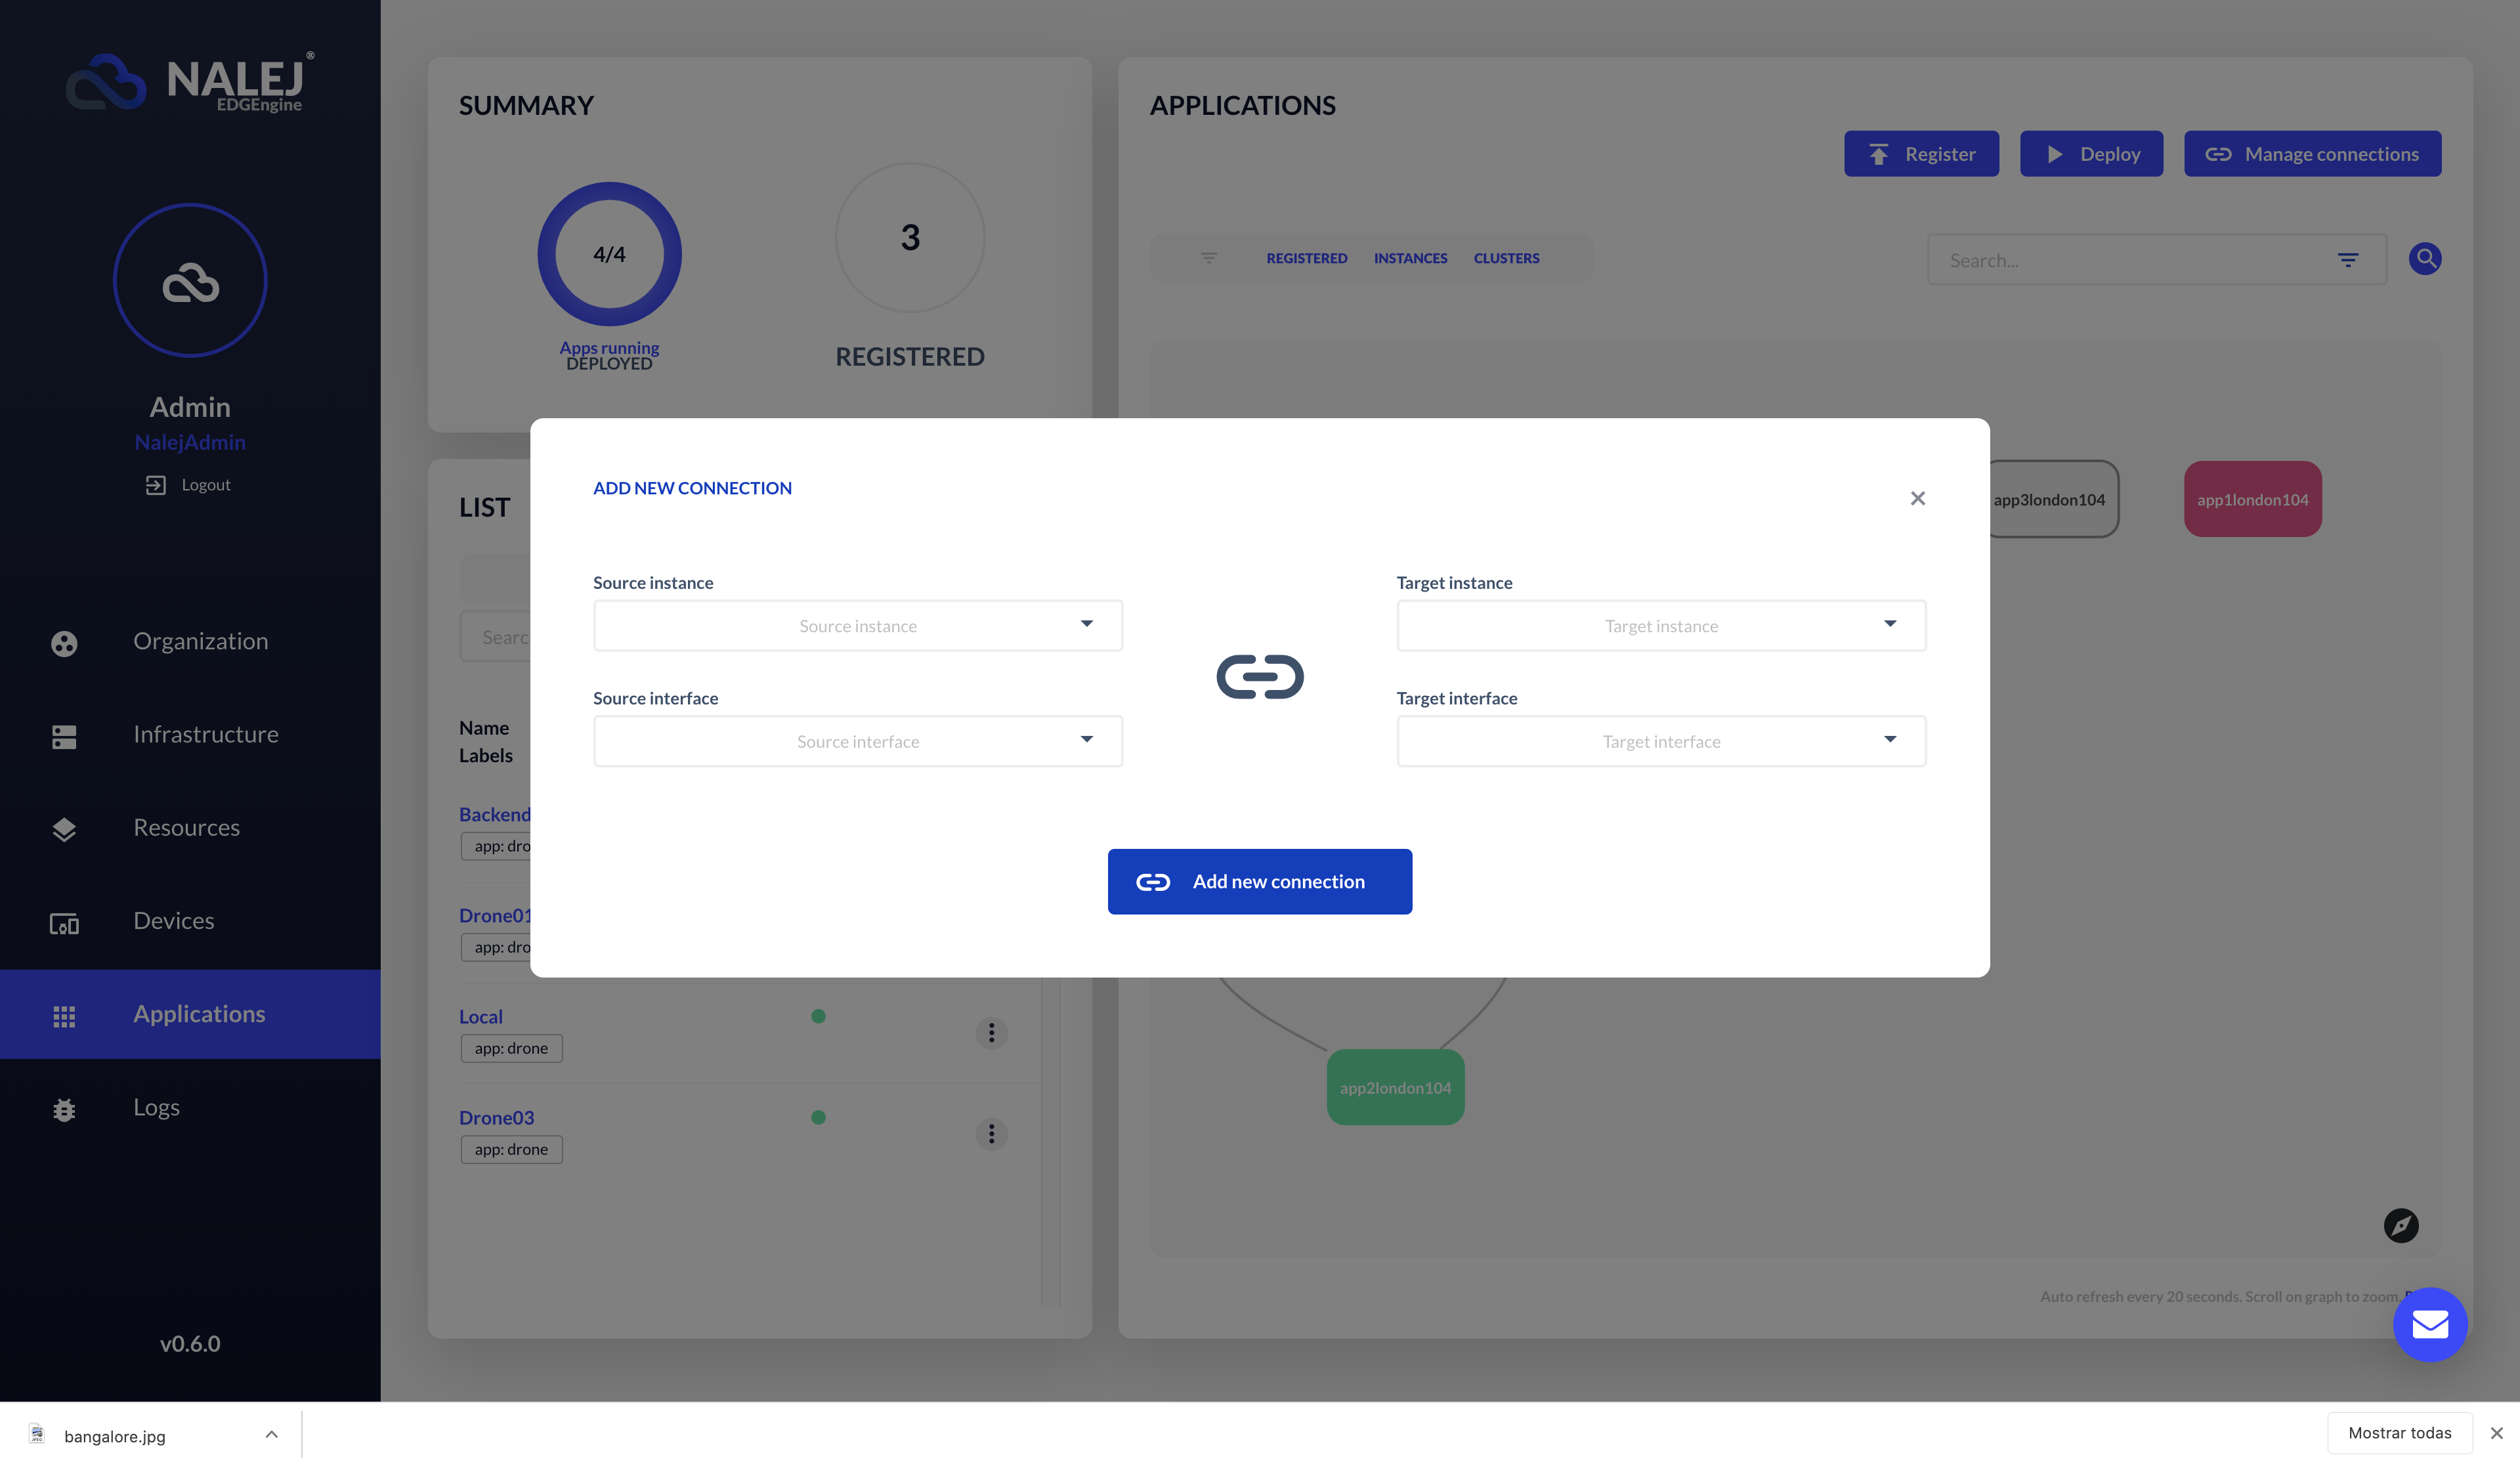 NALEJ®
EDGEngine
Admin
NalejAdmin
Logout
Organization
Infrastructure
Resources
Devices
Applications
Logs
v0.6.0
SUMMARY
4/4
Apps running
DEPLOYED
3
REGISTERED
LIST
Searc
Name
Labels
Backend
app: dro
Drone01
app: dro
Local
app: drone
Drone03
app: drone
APPLICATIONS
Register
Deploy
Manage connections
REGISTERED INSTANCES CLUSTERS
Search...
app3london104
app1london104
app2london104
Auto refresh every 20 seconds. Scroll on graph to zoom.
ADD NEW CONNECTION
×
Source instance
Source instance
Source interface
Source interface
Target instance
Target instance
Target interface
Target interface
Add new connection
JPEG
bangalore.jpg
Mostrar todas